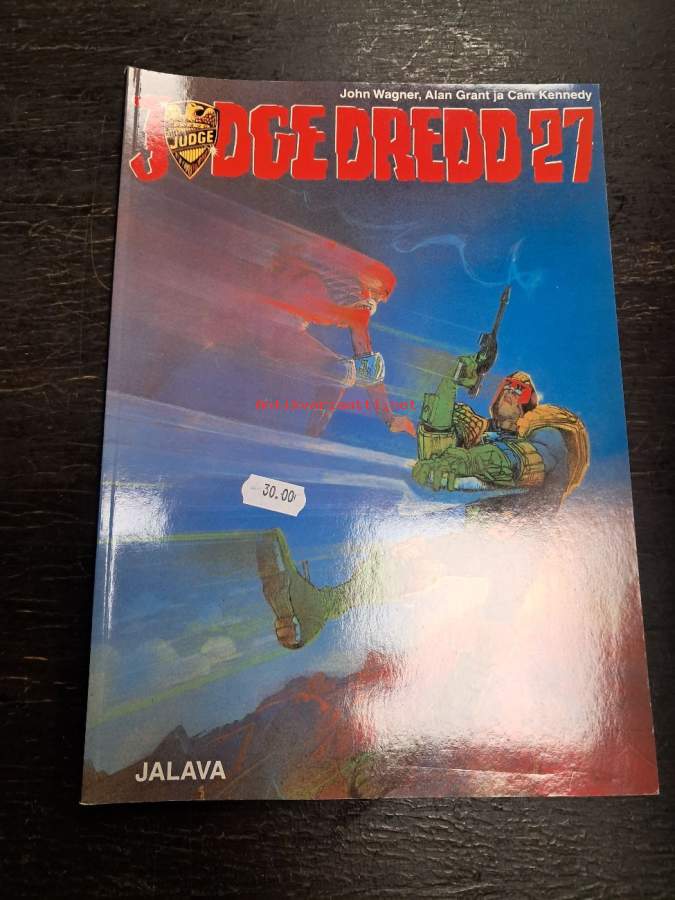 John Wagner, Alan Grant ja Cam Kennedy
JUDGE DREDD 27
JUDGE
antikvariaatti.net
30.00
JALAVA